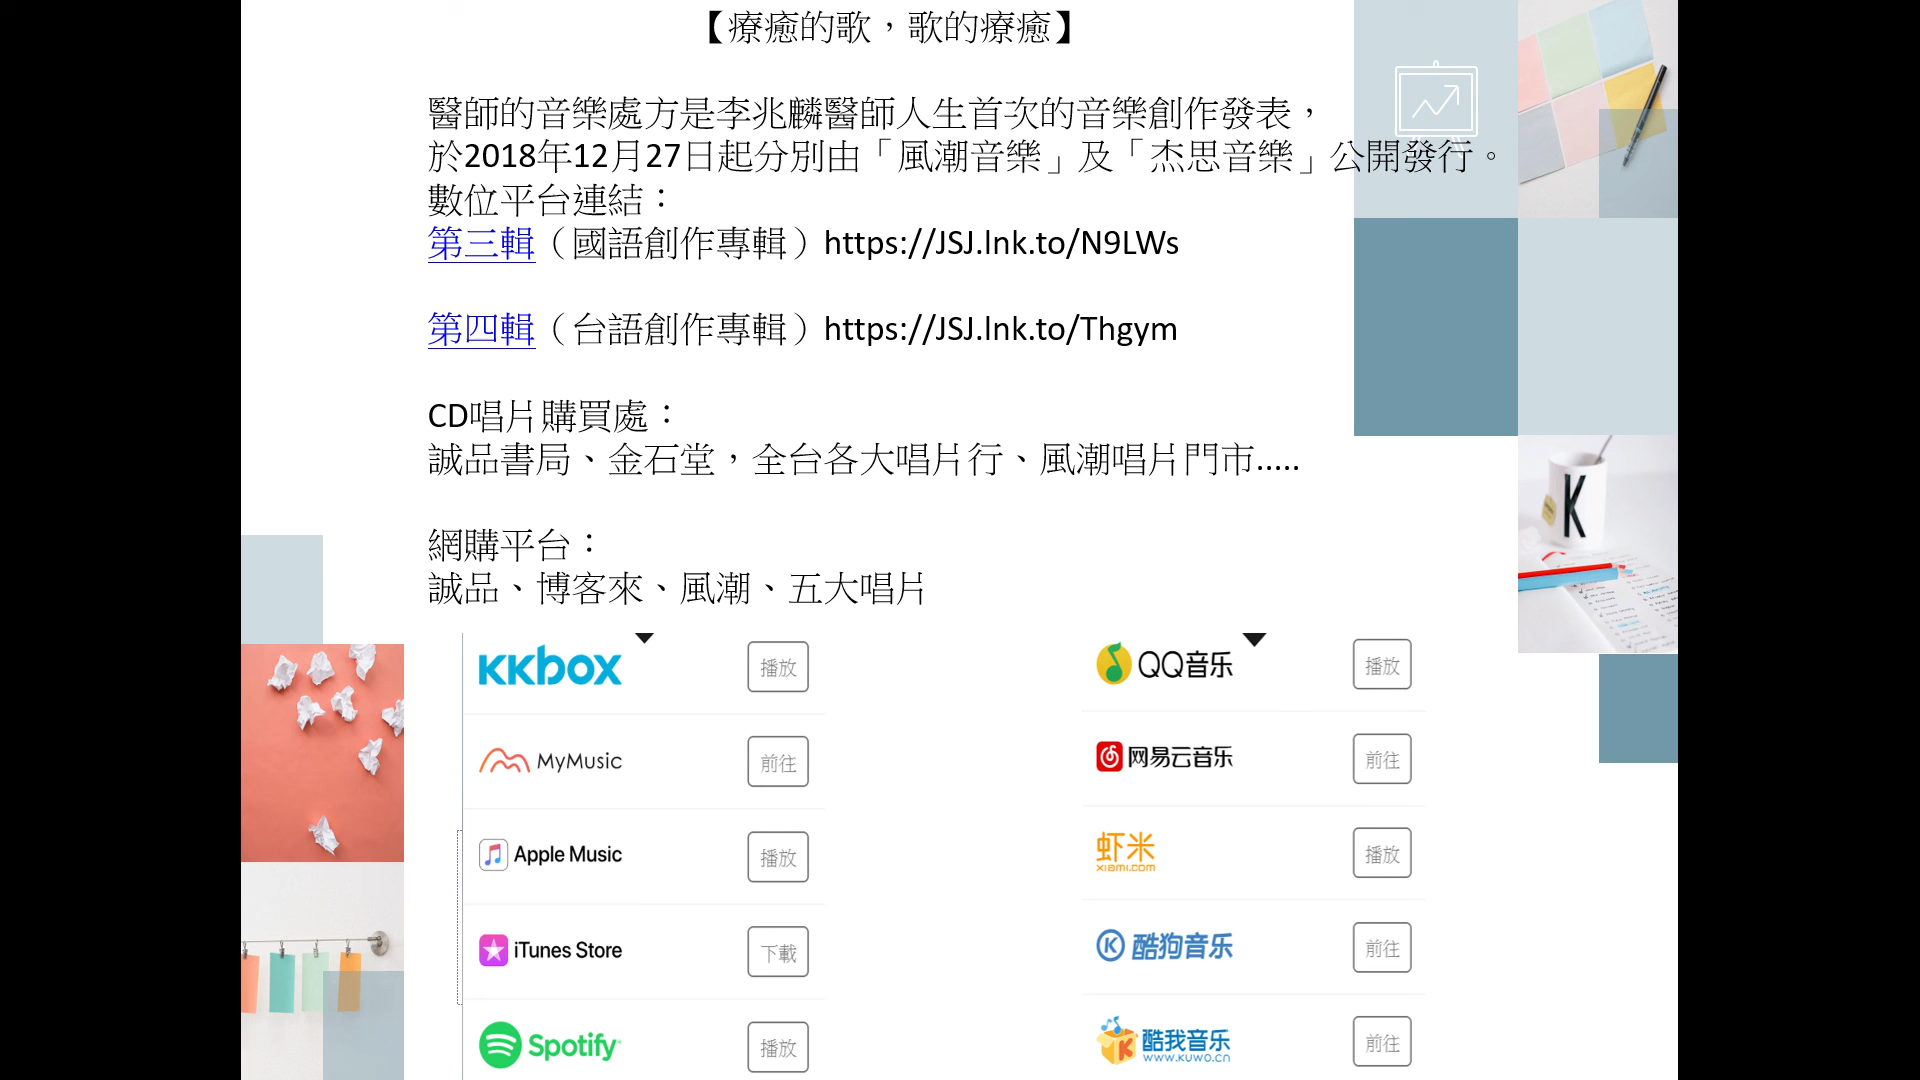 【療癒的歌，歌的療癒】
醫師的音樂處方是李兆麟醫師人生首次的音樂創作發表，
於2018年12月27日起分別由「風潮音樂」及「杰思音樂」公開發行。
數位平台連結：
第三輯（國語創作專輯）https://JSJ.lnk.to/N9LWs
第四輯（台語創作專輯）https://JSJ.lnk.to/Thgym
CD唱片購買處：
誠品書局、金石堂，全台各大唱片行、風潮唱片門市.....
網購平台：
誠品、博客來、風潮、五大唱片
KKBOX 播放
MyMusic 前往
Apple Music 播放
iTunes Store 下載
Spotify 播放
QQ音乐 播放
网易云音乐 前往
虾米 播放
xiami.com
酷狗音乐 前往
酷我音乐 前往
www.kuwo.cn
K